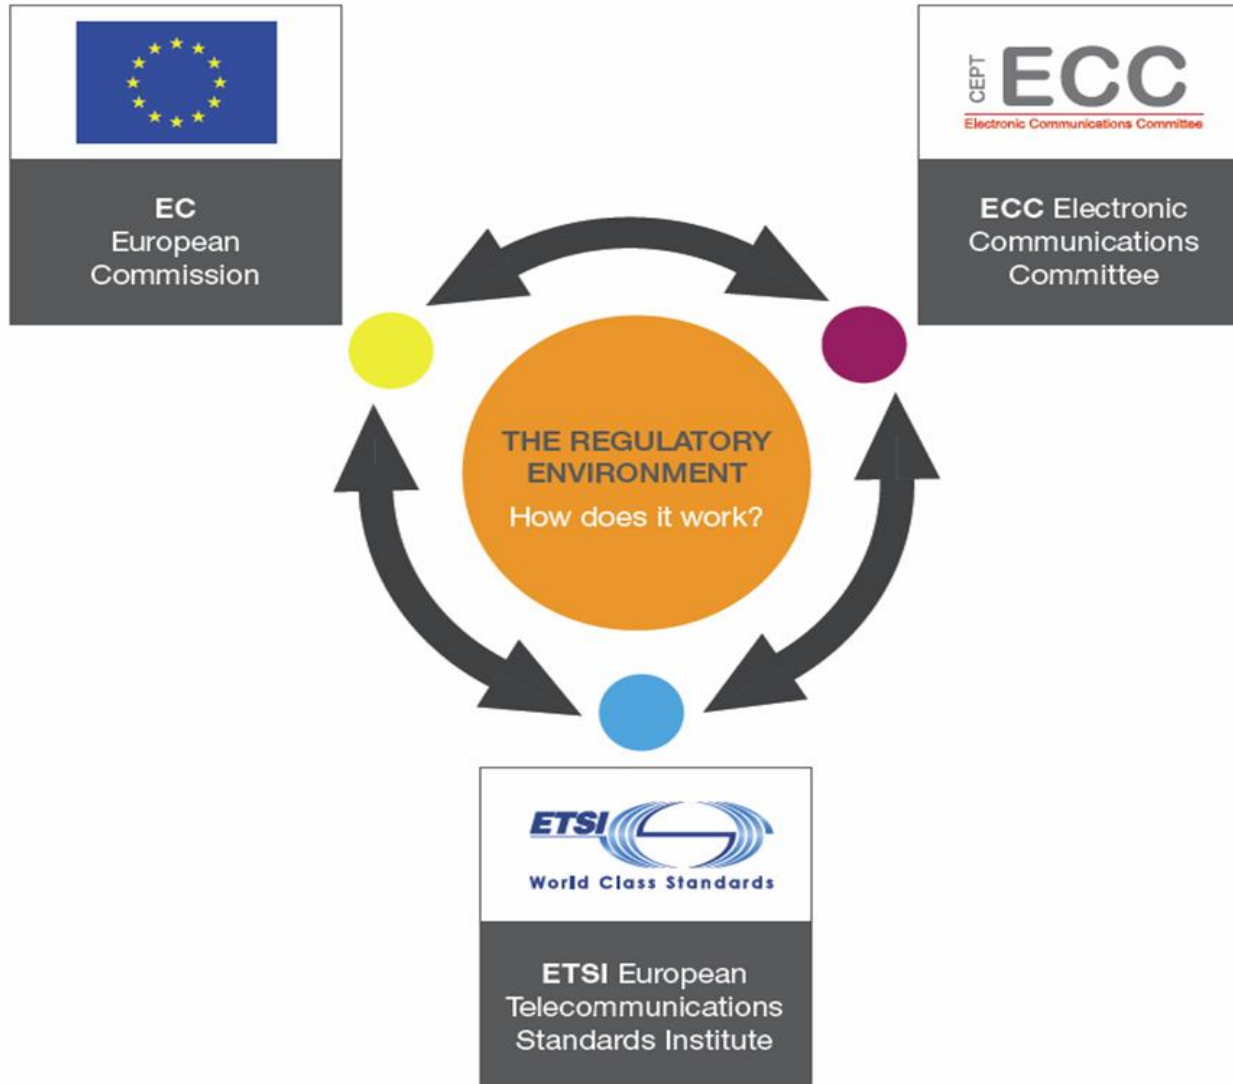 CEPT
ECC
Electronic Communications Committee
EC
European
Commission
ECC Electronic
Communications
Committee
THE REGULATORY
ENVIRONMENT
How does it work?
ETSI
World Class Standards
ETSI European
Telecommunications
Standards Institute